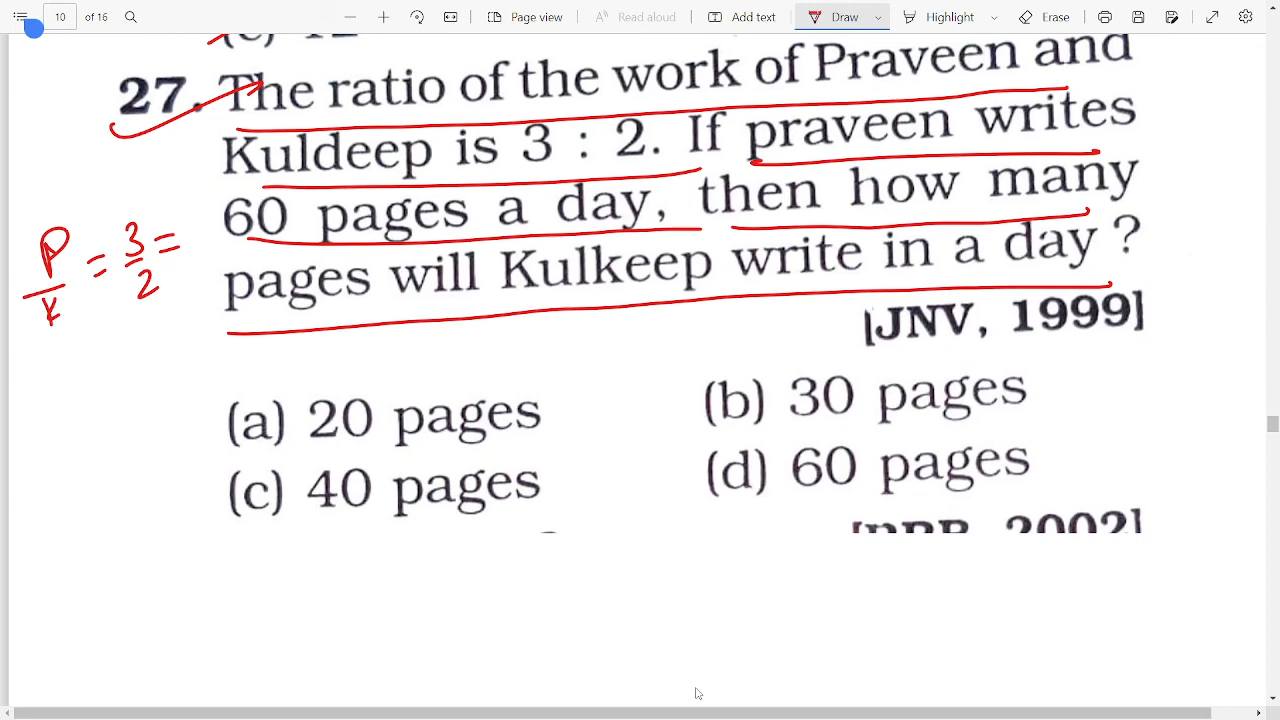 10 of 16 Page view Read aloud Add text Draw Highlight Erase
27. The ratio of the work of Praveen and
Kuldeep is 3 : 2. If praveen writes
60 pages a day, then how many
pages will Kulkeep write in a day ?
P/K = 3/2 =
[JNV, 1999]
(a) 20 pages (b) 30 pages
(c) 40 pages (d) 60 pages